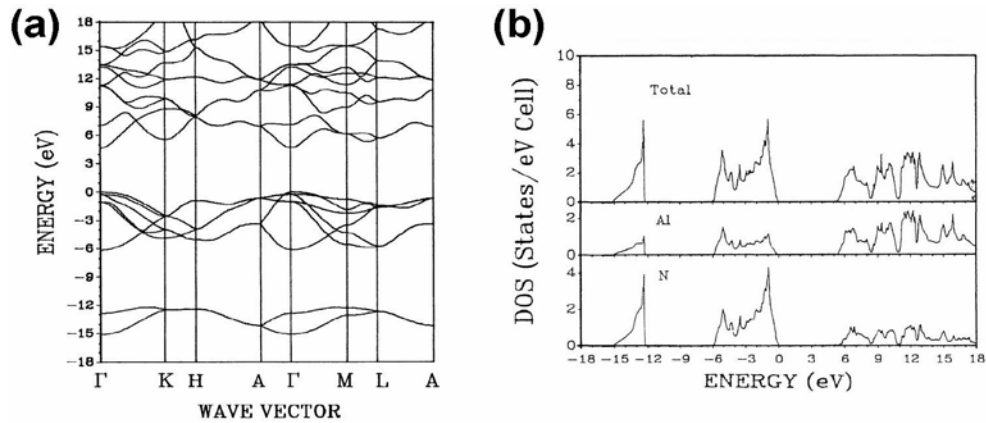 (a)
18
15
12
9
6
3
0
−3
−6
−9
−12
−15
−18
ENERGY (eV)
Γ K H A Γ M L A
WAVE VECTOR
(b)
10
8
6
4
2
0
Total
2
0
Al
4
2
0
N
DOS (States/eV Cell)
−18 −15 −12 −9 −6 −3 0 3 6 9 12 15 18
ENERGY (eV)